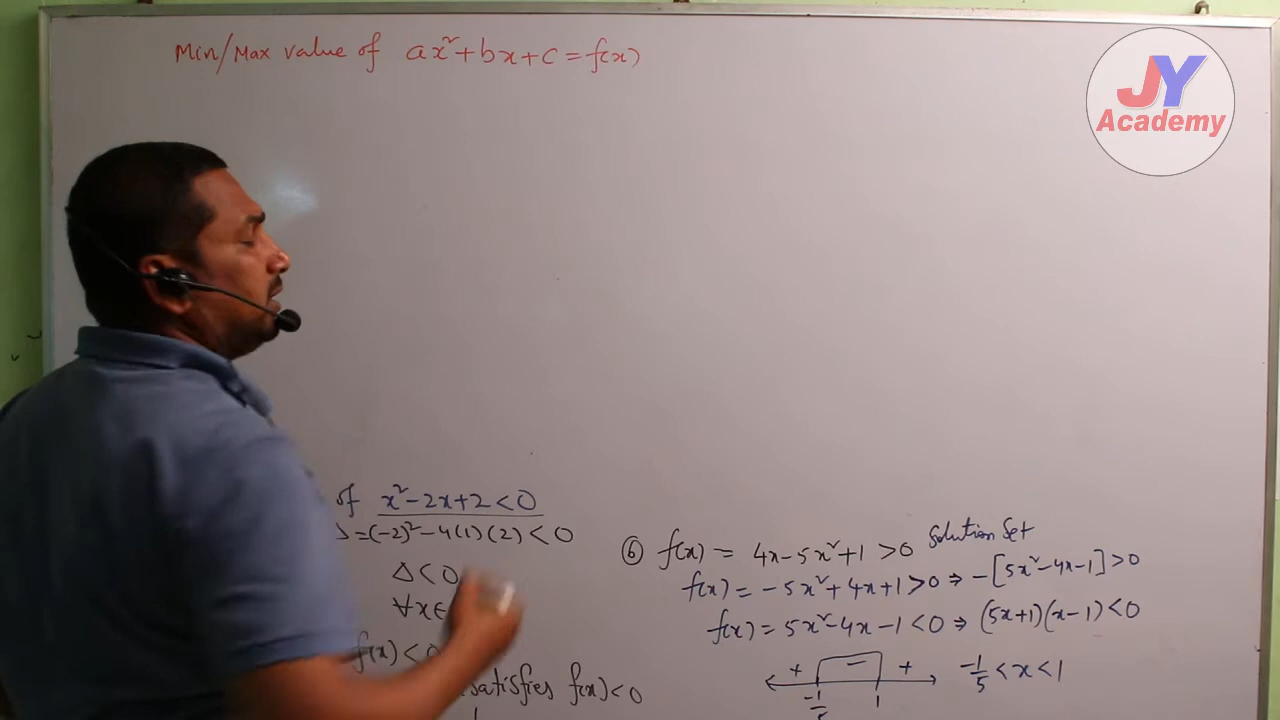 Min/Max value of ax²+bx+c=f(x)
JY
Academy
of x²-2x+2<0
Δ=(-2)²-4(1)(2)<0
Δ<0
∀x∈
f(x)<0
satisfies f(x)<0
⑥ f(x) = 4x-5x²+1>0 Solution Set
f(x)=-5x²+4x+1>0 ⇒ -[5x²-4x-1]>0
f(x)=5x²-4x-1<0 ⇒ (5x+1)(x-1)<0
+ - + -1/5<x<1
-1/5 1